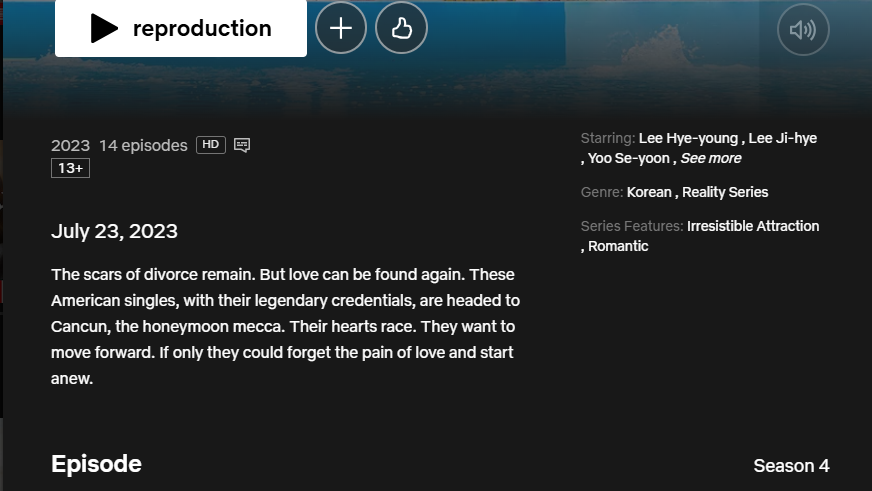 reproduction
2023 14 episodes HD
13+
July 23, 2023
The scars of divorce remain. But love can be found again. These
American singles, with their legendary credentials, are headed to
Cancun, the honeymoon mecca. Their hearts race. They want to
move forward. If only they could forget the pain of love and start
anew.
Starring: Lee Hye-young , Lee Ji-hye
, Yoo Se-yoon , See more
Genre: Korean , Reality Series
Series Features: Irresistible Attraction
, Romantic
Episode
Season 4